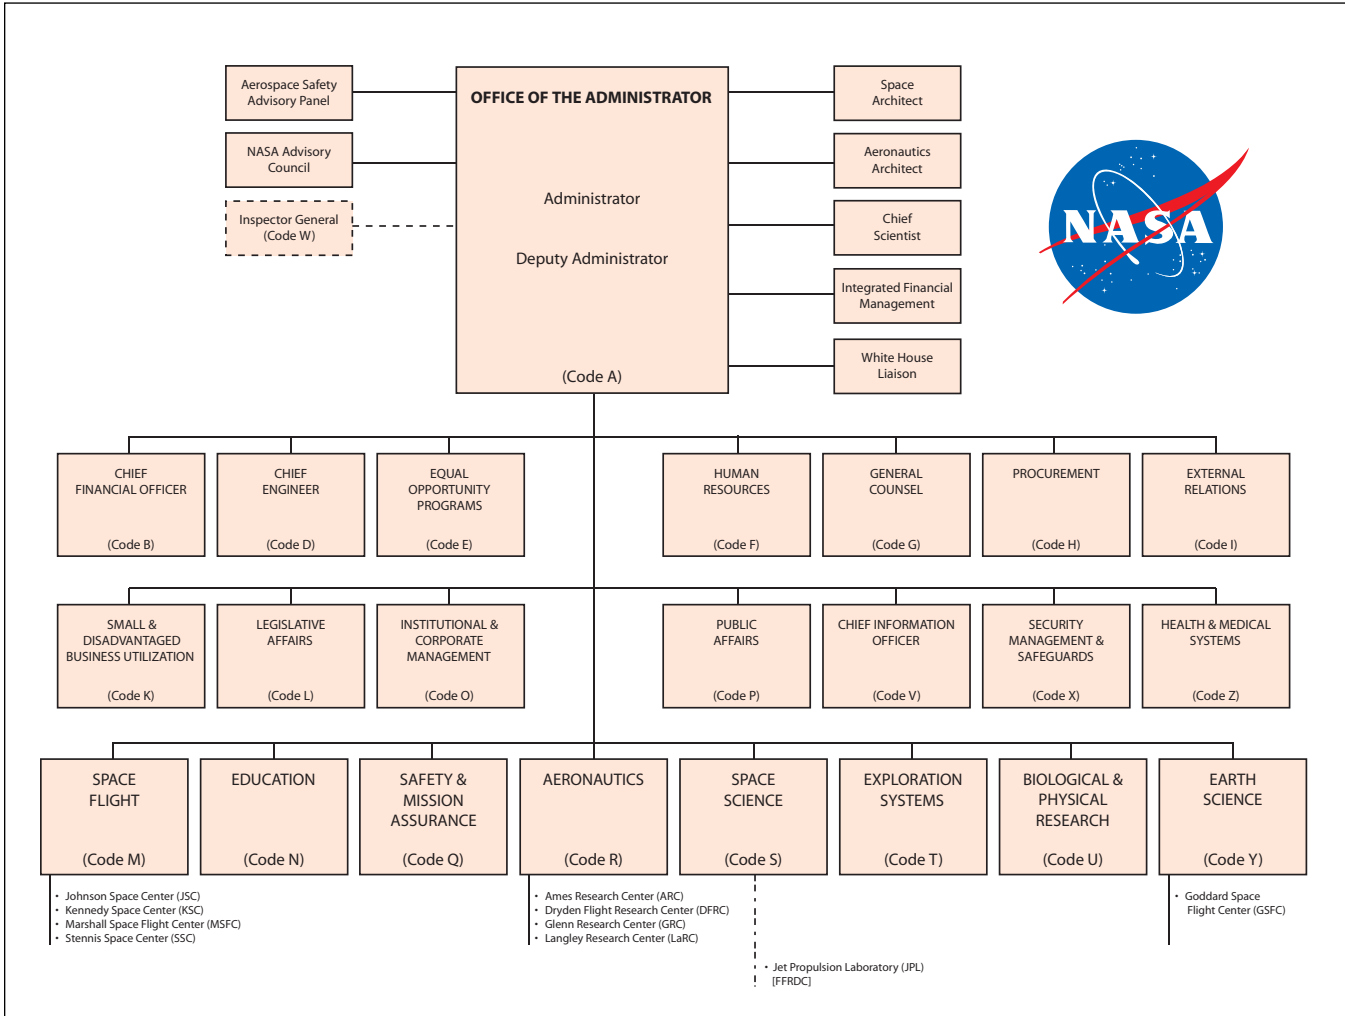 Aerospace Safety
Advisory Panel
NASA Advisory
Council
Inspector General
(Code W)
OFFICE OF THE ADMINISTRATOR
Administrator
Deputy Administrator
(Code A)
Space
Architect
Aeronautics
Architect
Chief
Scientist
Integrated Financial
Management
White House
Liaison
NASA
CHIEF
FINANCIAL OFFICER
(Code B)
CHIEF
ENGINEER
(Code D)
EQUAL
OPPORTUNITY
PROGRAMS
(Code E)
HUMAN
RESOURCES
(Code F)
GENERAL
COUNSEL
(Code G)
PROCUREMENT
(Code H)
EXTERNAL
RELATIONS
(Code I)
SMALL &
DISADVANTAGED
BUSINESS UTILIZATION
(Code K)
LEGISLATIVE
AFFAIRS
(Code L)
INSTITUTIONAL &
CORPORATE
MANAGEMENT
(Code O)
PUBLIC
AFFAIRS
(Code P)
CHIEF INFORMATION
OFFICER
(Code V)
SECURITY
MANAGEMENT &
SAFEGUARDS
(Code X)
HEALTH & MEDICAL
SYSTEMS
(Code Z)
SPACE
FLIGHT
(Code M)
EDUCATION
(Code N)
SAFETY &
MISSION
ASSURANCE
(Code Q)
AERONAUTICS
(Code R)
SPACE
SCIENCE
(Code S)
EXPLORATION
SYSTEMS
(Code T)
BIOLOGICAL &
PHYSICAL
RESEARCH
(Code U)
EARTH
SCIENCE
(Code Y)
• Johnson Space Center (JSC)
• Kennedy Space Center (KSC)
• Marshall Space Flight Center (MSFC)
• Stennis Space Center (SSC)
• Ames Research Center (ARC)
• Dryden Flight Research Center (DFRC)
• Glenn Research Center (GRC)
• Langley Research Center (LaRC)
• Jet Propulsion Laboratory (JPL)
[FFRDC]
• Goddard Space
Flight Center (GSFC)